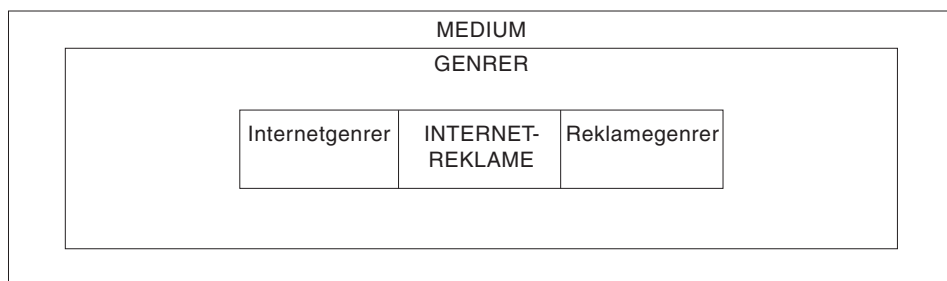 MEDIUM
GENRER
Internetgenrer
INTERNET-
REKLAME
Reklamegenrer